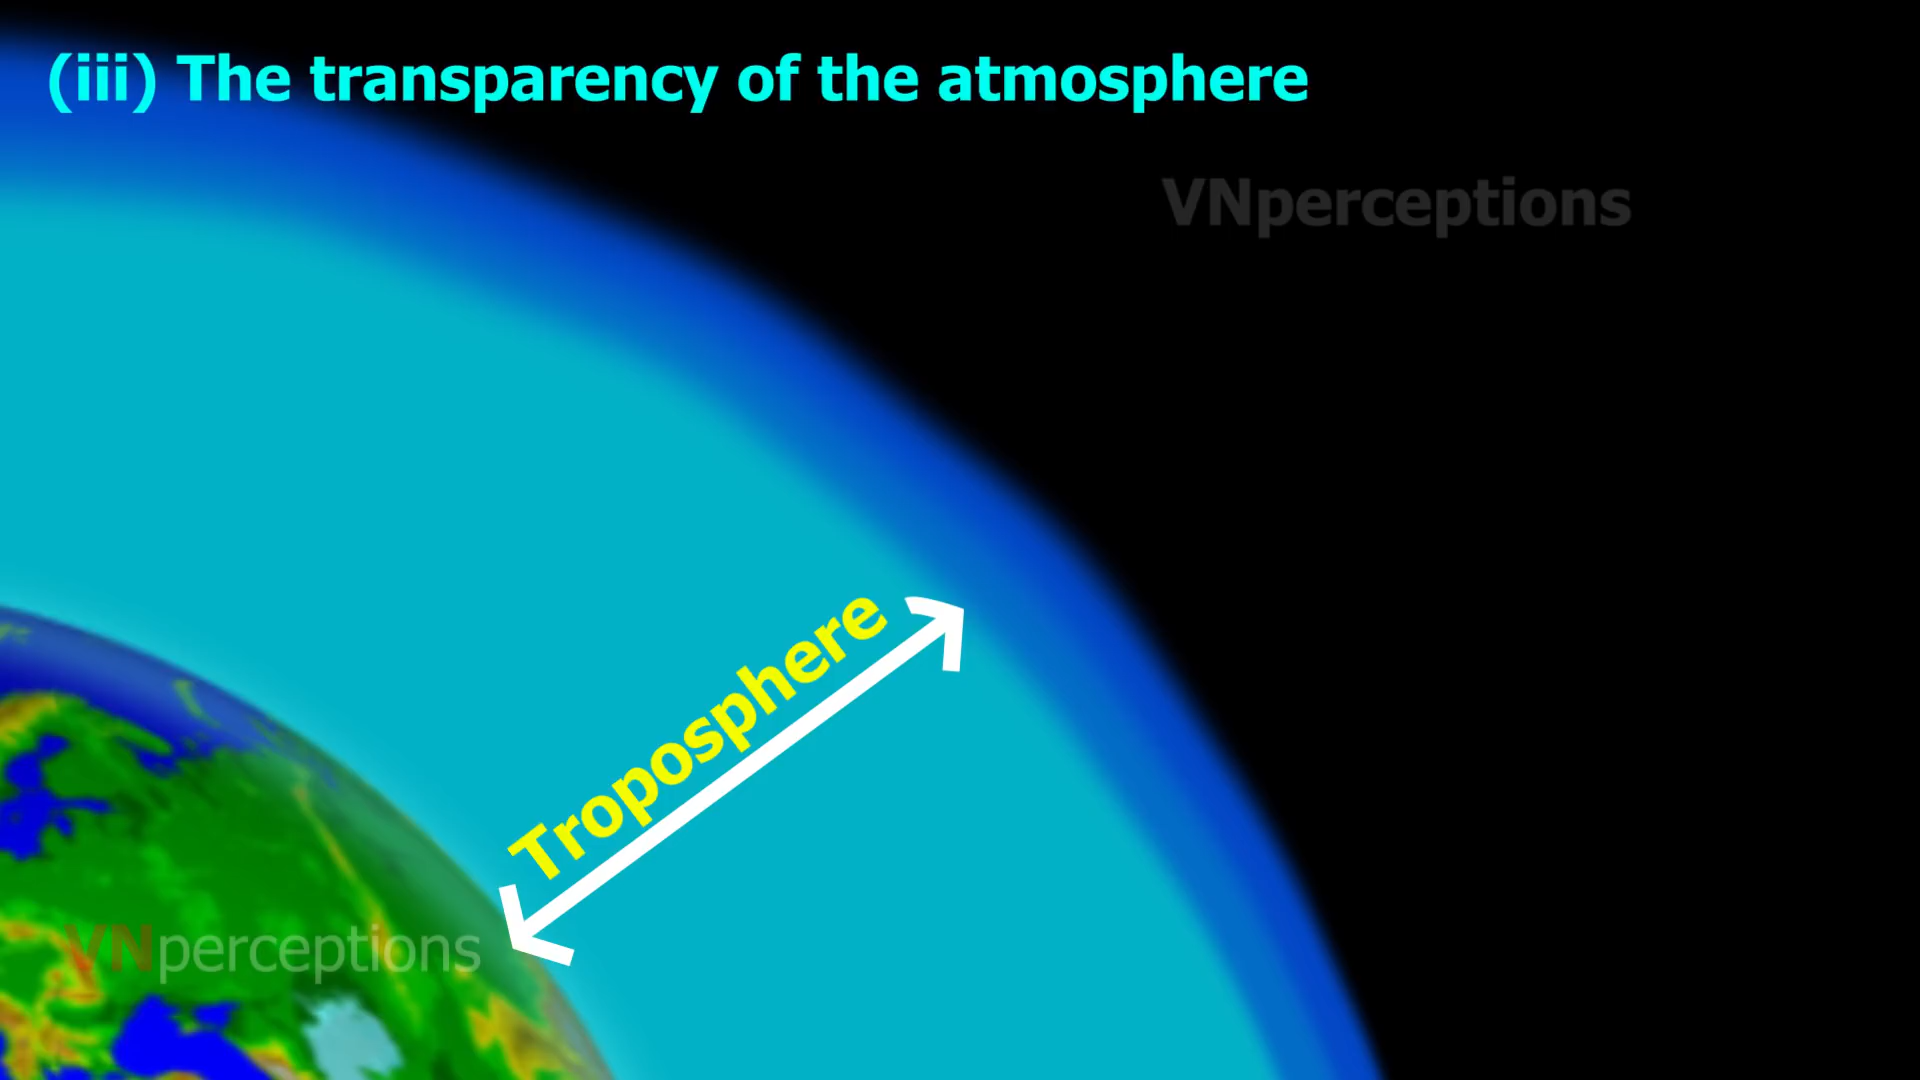 (iii) The transparency of the atmosphere
VNperceptions
Troposphere
VNperceptions